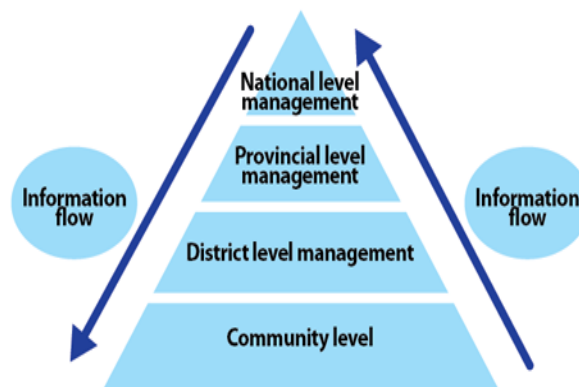 National level
management
Provincial level
management
Information
flow
Information
flow
District level management
Community level